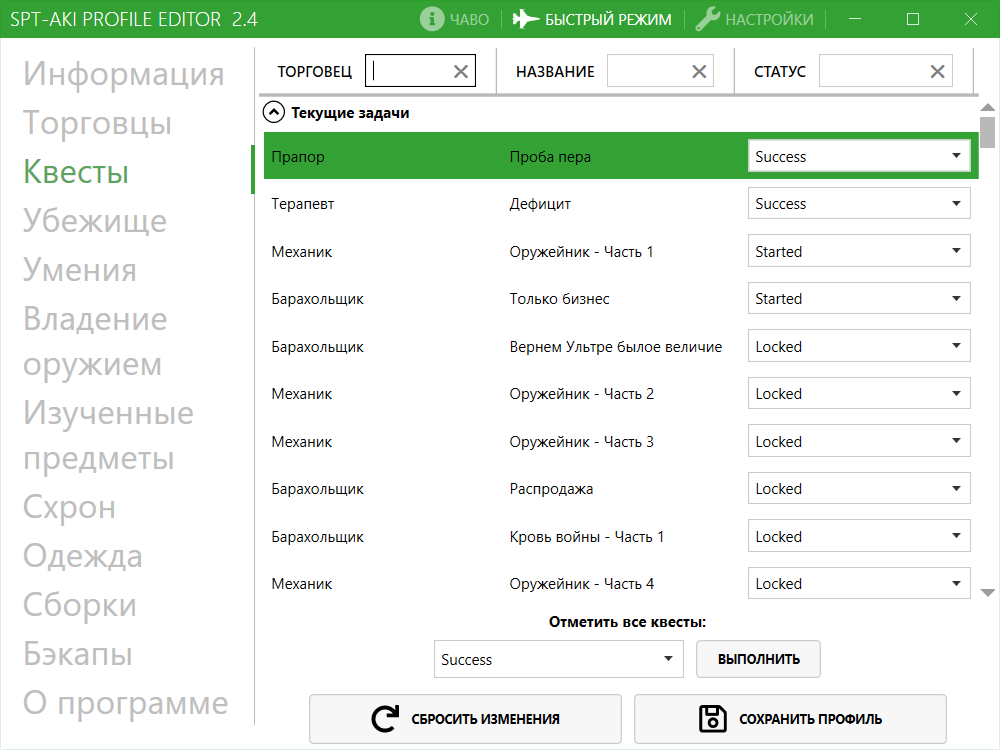 SPT-AKI PROFILE EDITOR 2.4
ЧАВО
БЫСТРЫЙ РЕЖИМ
НАСТРОЙКИ
Информация
Торговцы
Квесты
Убежище
Умения
Владение
оружием
Изученные
предметы
Схрон
Одежда
Сборки
Бэкапы
О программе
ТОРГОВЕЦ
НАЗВАНИЕ
СТАТУС
Текущие задачи
Прапор Проба пера Success
Терапевт Дефицит Success
Механик Оружейник - Часть 1 Started
Барахольщик Только бизнес Started
Барахольщик Вернем Ультре былое величие Locked
Механик Оружейник - Часть 2 Locked
Механик Оружейник - Часть 3 Locked
Барахольщик Распродажа Locked
Барахольщик Кровь войны - Часть 1 Locked
Механик Оружейник - Часть 4 Locked
Отметить все квесты:
Success ВЫПОЛНИТЬ
СБРОСИТЬ ИЗМЕНЕНИЯ
СОХРАНИТЬ ПРОФИЛЬ